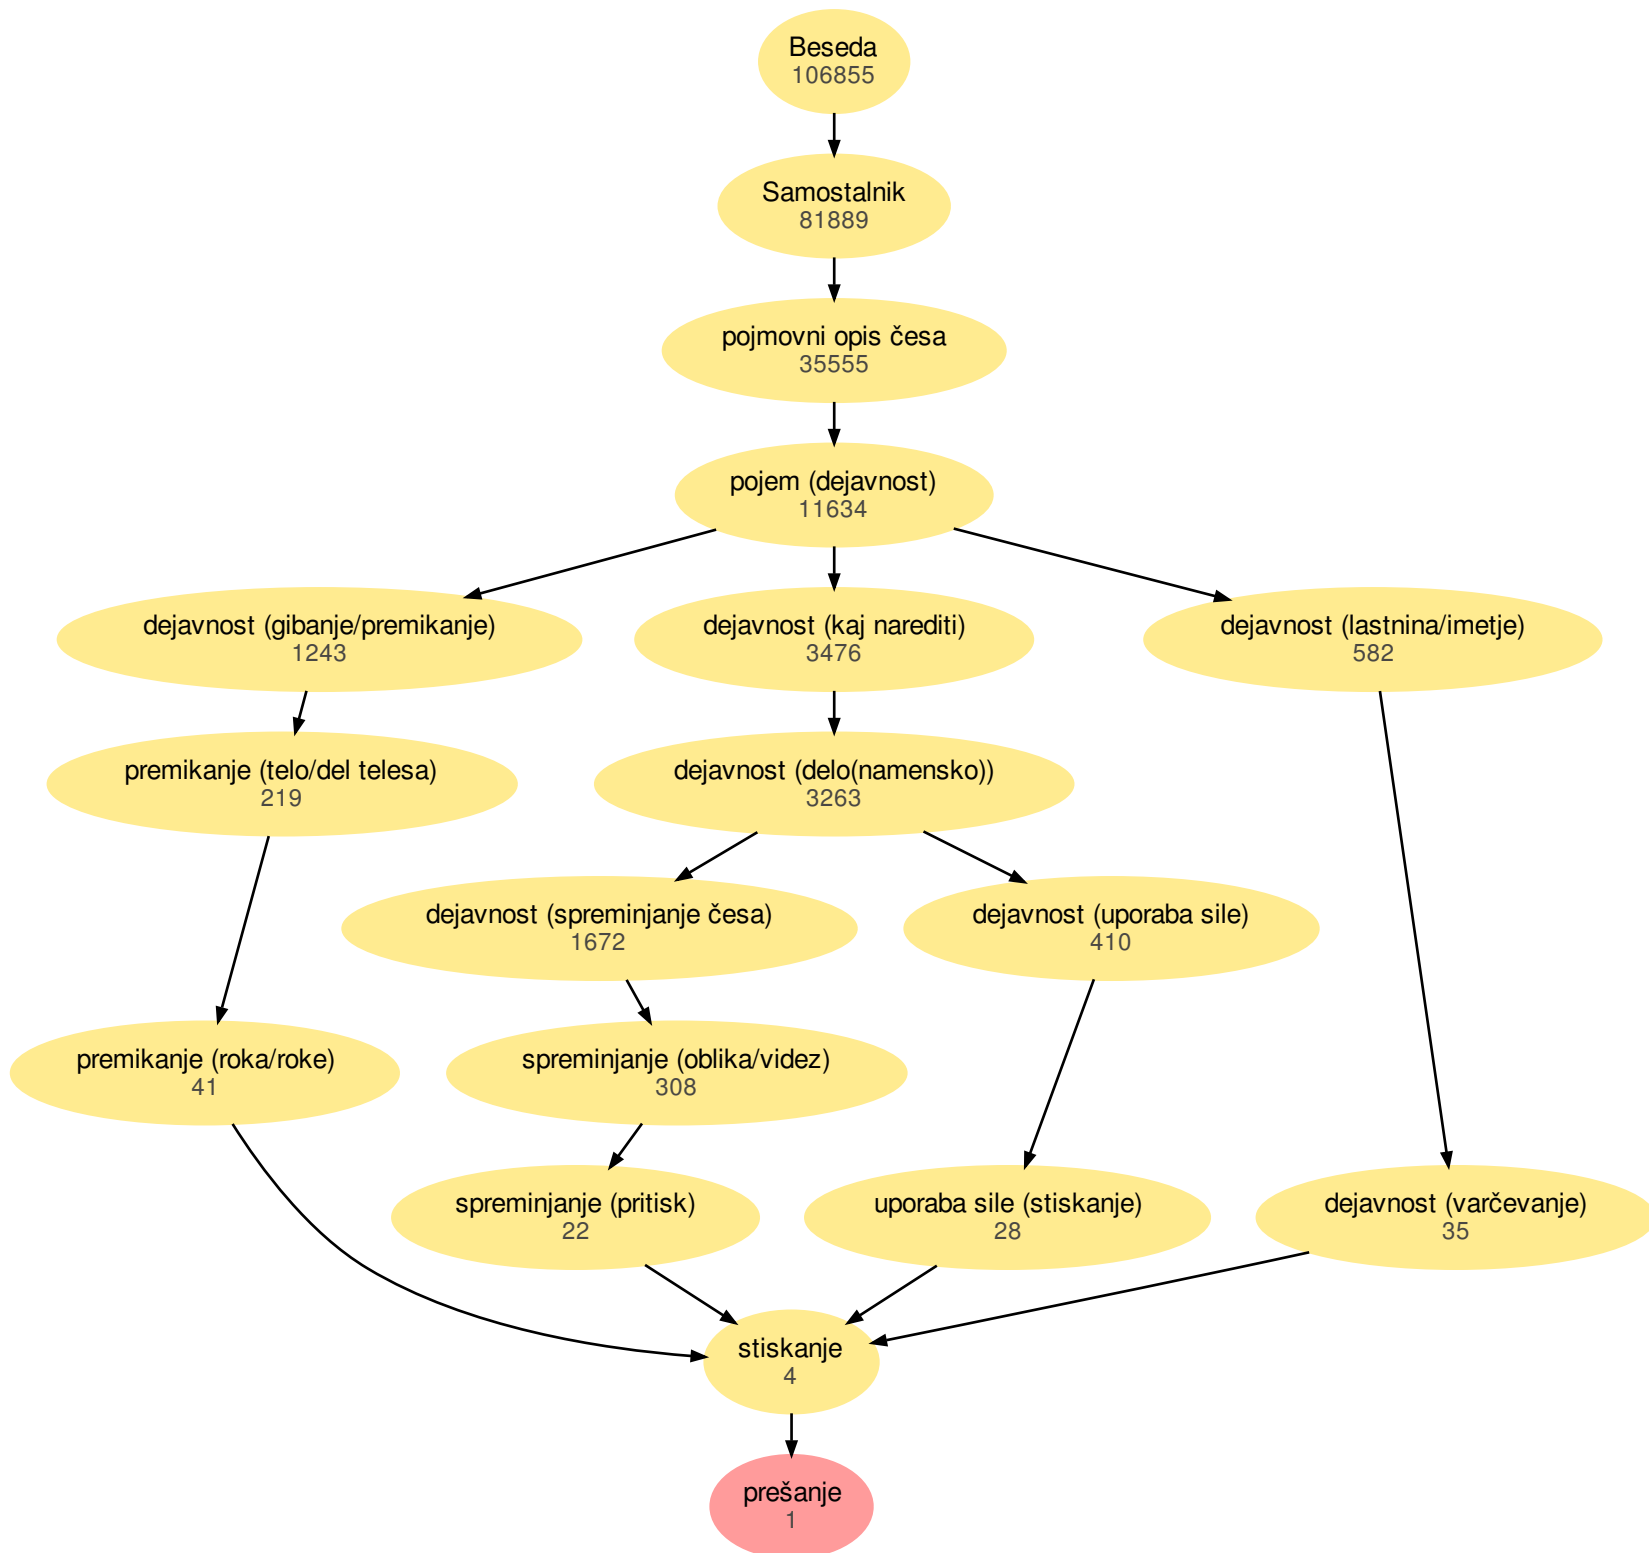 Beseda
106855
Samostalnik
81889
pojmovni opis česa
35555
pojem (dejavnost)
11634
dejavnost (gibanje/premikanje)
1243
dejavnost (kaj narediti)
3476
dejavnost (lastnina/imetje)
582
premikanje (telo/del telesa)
219
dejavnost (delo(namensko))
3263
dejavnost (spreminjanje česa)
1672
dejavnost (uporaba sile)
410
premikanje (roka/roke)
41
spreminjanje (oblika/videz)
308
spreminjanje (pritisk)
22
uporaba sile (stiskanje)
28
dejavnost (varčevanje)
35
stiskanje
4
prešanje
1